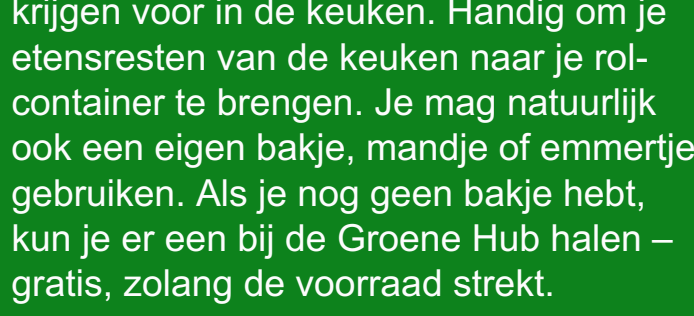 krijgen voor in de keuken. Handig om je
etensresten van de keuken naar je rol-
container te brengen. Je mag natuurlijk
ook een eigen bakje, mandje of emmertje
gebruiken. Als je nog geen bakje hebt,
kun je er een bij de Groene Hub halen –
gratis, zolang de voorraad strekt.